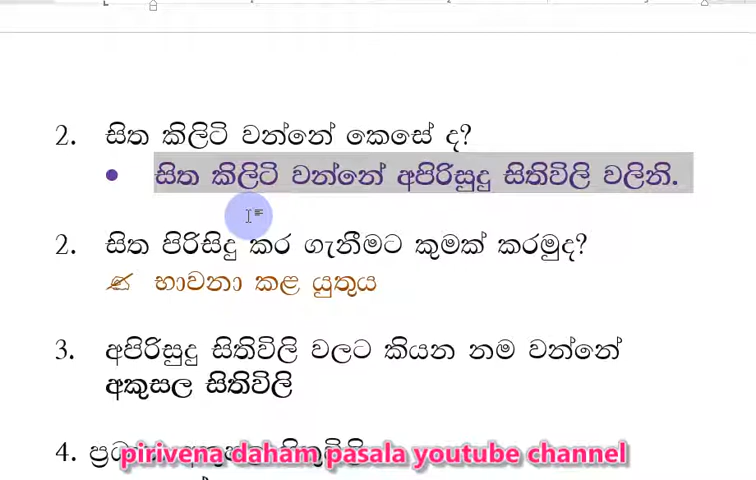 2. සිත කිලිටි වන්නේ කෙසේ ද?
• සිත කිලිටි වන්නේ අපිරිසුදු සිතිවිලි වලිනි.
2. සිත පිරිසිදු කර ගැනීමට කුමක් කරමුද?
භාවනා කළ යුතුය
3. අපිරිසුදු සිතිවිලි වලට කියන නම වන්නේ
අකුසල සිතිවිලි
4.
pirivena daham pasala youtube channel